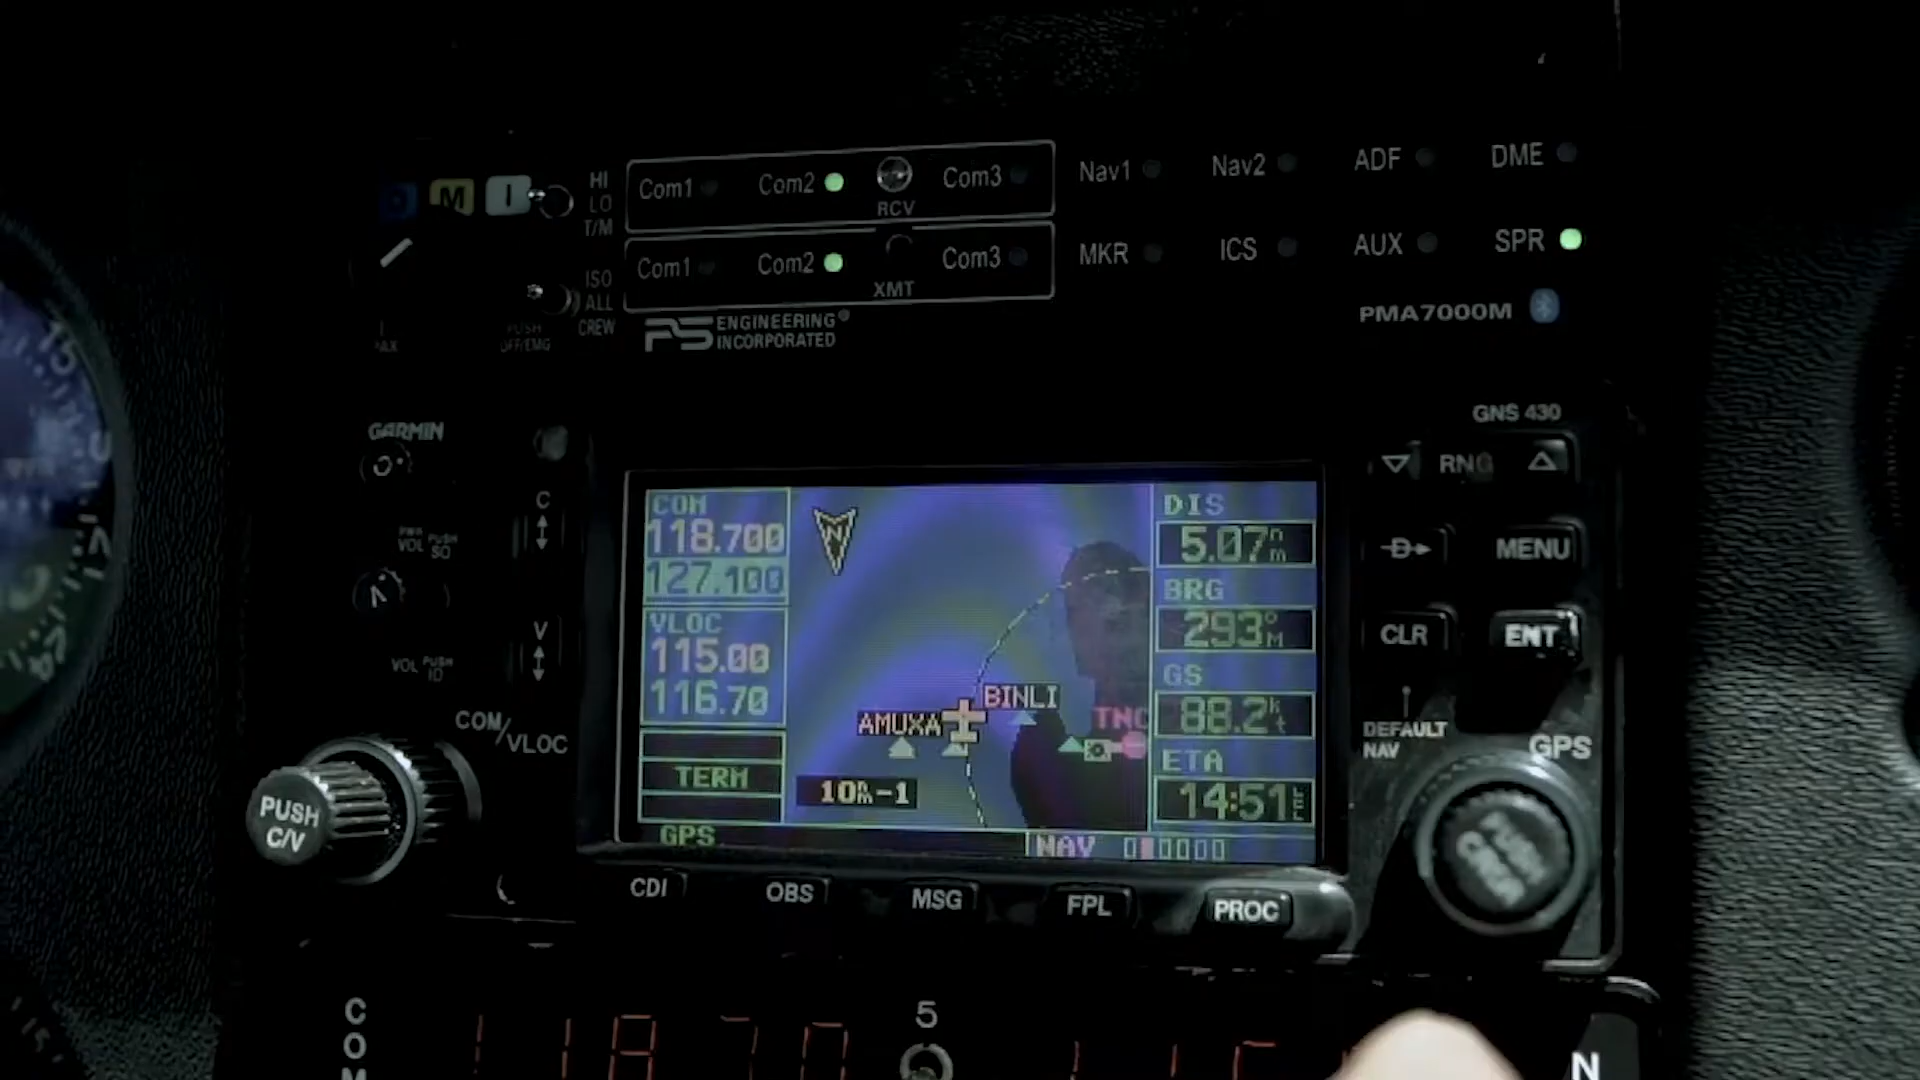 M I
HI
LO
T/M
Com1 Com2 RCV Com3
Nav1 Nav2 ADF DME
ISO
ALL
CREW
Com1 Com2 XMT Com3
MKR ICS AUX SPR
PUSH
OFF/EMG
PS ENGINEERING®
INCORPORATED
PMA7000M
GARMIN
GNS 430
C
PWR
VOL PUSH
SQ
V
VOL PUSH
ID
COM/VLOC
PUSH
C/V
COM
118.700
127.100
VLOC
115.00
116.70
TERM
GPS
N
AMUXA
BINLI
TNC
10nm-1
NAV
DIS
5.07nm
BRG
293°M
GS
88.2kt
ETA
14:51
RNG
D MENU
CLR ENT
DEFAULT
NAV
GPS
CDI OBS MSG FPL PROC
COM
118 70
5
N